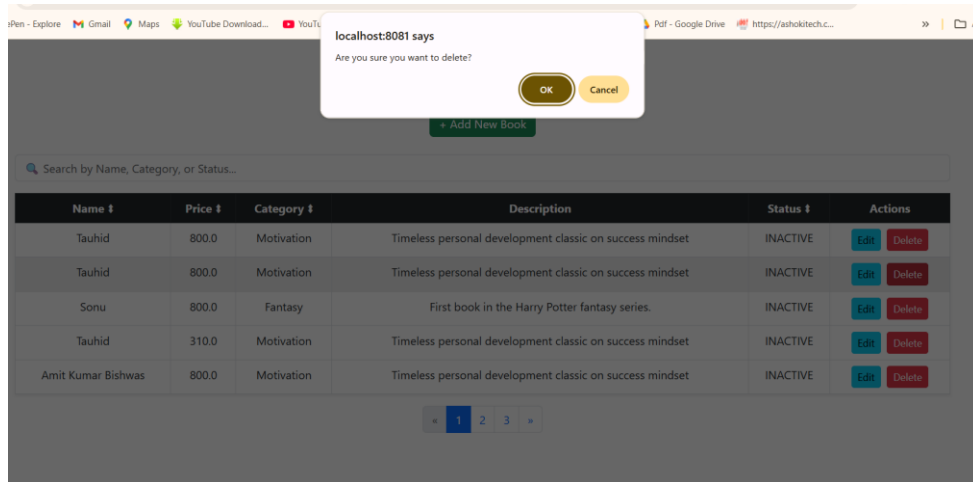 ePen - Explore Gmail Maps YouTube Download... Pdf - Google Drive https://ashokitech.c... »
localhost:8081 says
Are you sure you want to delete?
OK Cancel
+ Add New Book
Search by Name, Category, or Status...
Name Price Category Description Status Actions
Tauhid 800.0 Motivation Timeless personal development classic on success mindset INACTIVE Edit Delete
Tauhid 800.0 Motivation Timeless personal development classic on success mindset INACTIVE Edit Delete
Sonu 800.0 Fantasy First book in the Harry Potter fantasy series. INACTIVE Edit Delete
Tauhid 310.0 Motivation Timeless personal development classic on success mindset INACTIVE Edit Delete
Amit Kumar Bishwas 800.0 Motivation Timeless personal development classic on success mindset INACTIVE Edit Delete
« 1 2 3 »